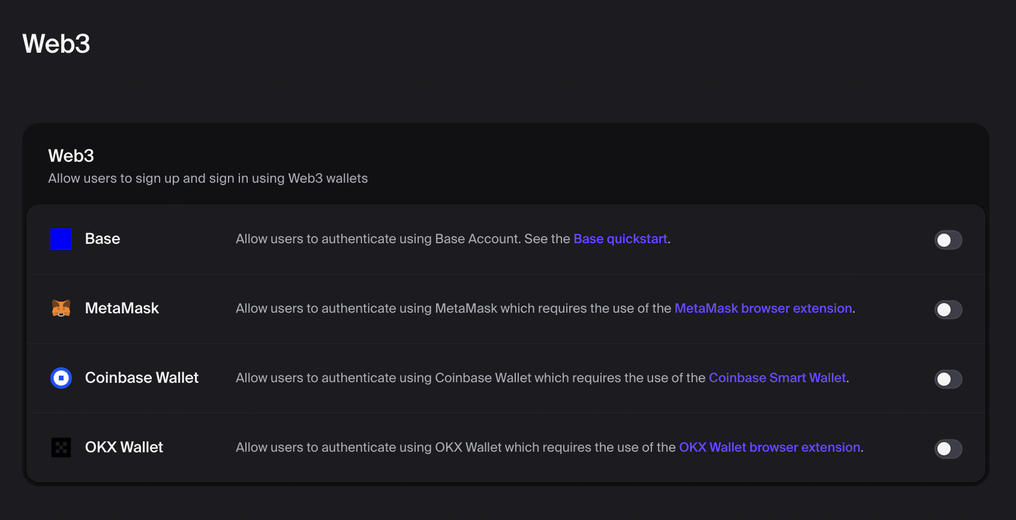 Web3
Web3
Allow users to sign up and sign in using Web3 wallets
Base
Allow users to authenticate using Base Account. See the Base quickstart.
MetaMask
Allow users to authenticate using MetaMask which requires the use of the MetaMask browser extension.
Coinbase Wallet
Allow users to authenticate using Coinbase Wallet which requires the use of the Coinbase Smart Wallet.
OKX Wallet
Allow users to authenticate using OKX Wallet which requires the use of the OKX Wallet browser extension.